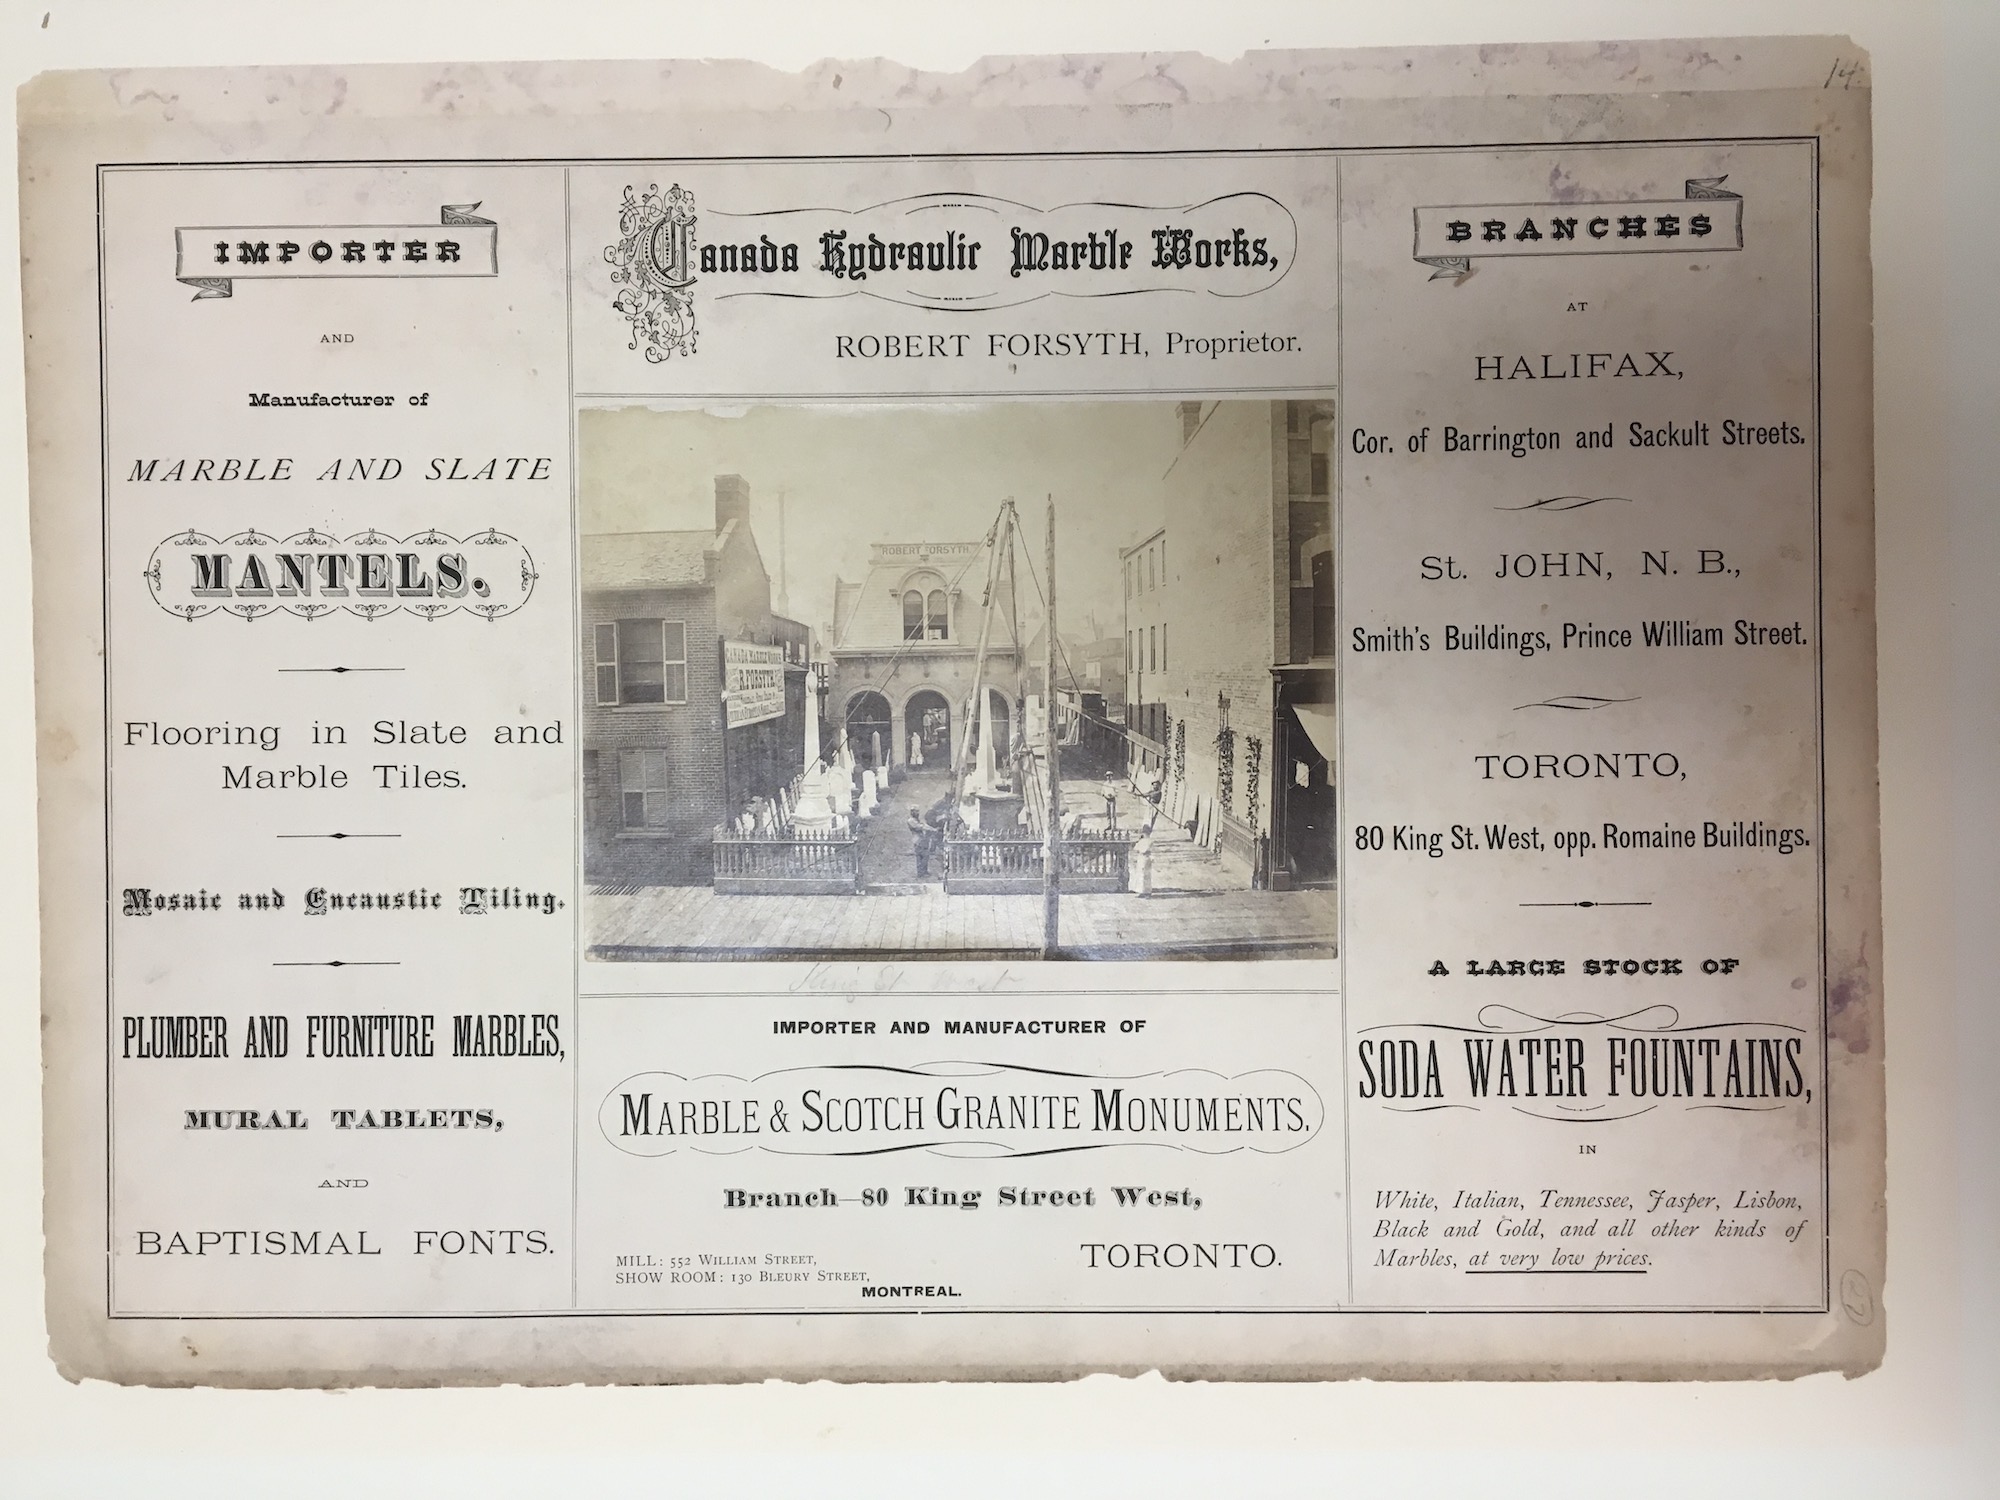 14.
IMPORTER
AND
Manufacturer of
MARBLE AND SLATE
MANTELS.
Flooring in Slate and
Marble Tiles.
Mosaic and Encaustic Tiling.
PLUMBER AND FURNITURE MARBLES,
MURAL TABLETS,
AND
BAPTISMAL FONTS.
Canada Hydraulic Marble Works,
ROBERT FORSYTH, Proprietor.
ROBERT FORSYTH
CANADA MARBLE WORKS
R. FORSYTH
King St West
IMPORTER AND MANUFACTURER OF
MARBLE & SCOTCH GRANITE MONUMENTS.
Branch—80 King Street West,
TORONTO.
MILL: 552 WILLIAM STREET,
SHOW ROOM: 130 BLEURY STREET,
MONTREAL.
BRANCHES
AT
HALIFAX,
Cor. of Barrington and Sackult Streets.
St. JOHN, N. B.,
Smith's Buildings, Prince William Street.
TORONTO,
80 King St. West, opp. Romaine Buildings.
A LARGE STOCK OF
SODA WATER FOUNTAINS,
IN
White, Italian, Tennessee, Jasper, Lisbon,
Black and Gold, and all other kinds of
Marbles, at very low prices.